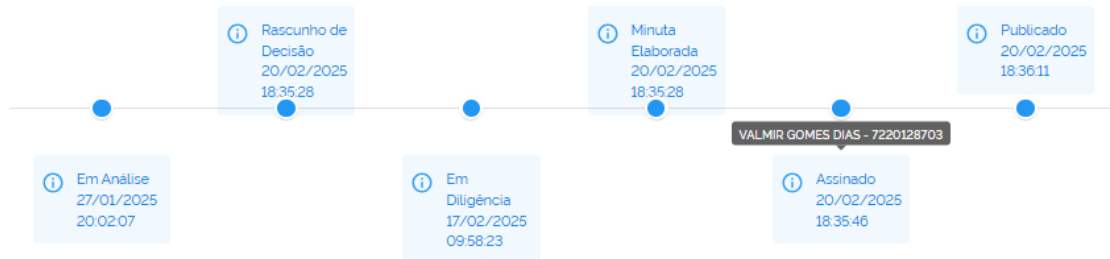 Rascunho de
Decisão
20/02/2025
18:35:28
Minuta
Elaborada
20/02/2025
18:35:28
Publicado
20/02/2025
18:36:11
VALMIR GOMES DIAS - 7220128703
Em Análise
27/01/2025
20:02:07
Em
Diligência
17/02/2025
09:58:23
Assinado
20/02/2025
18:35:46